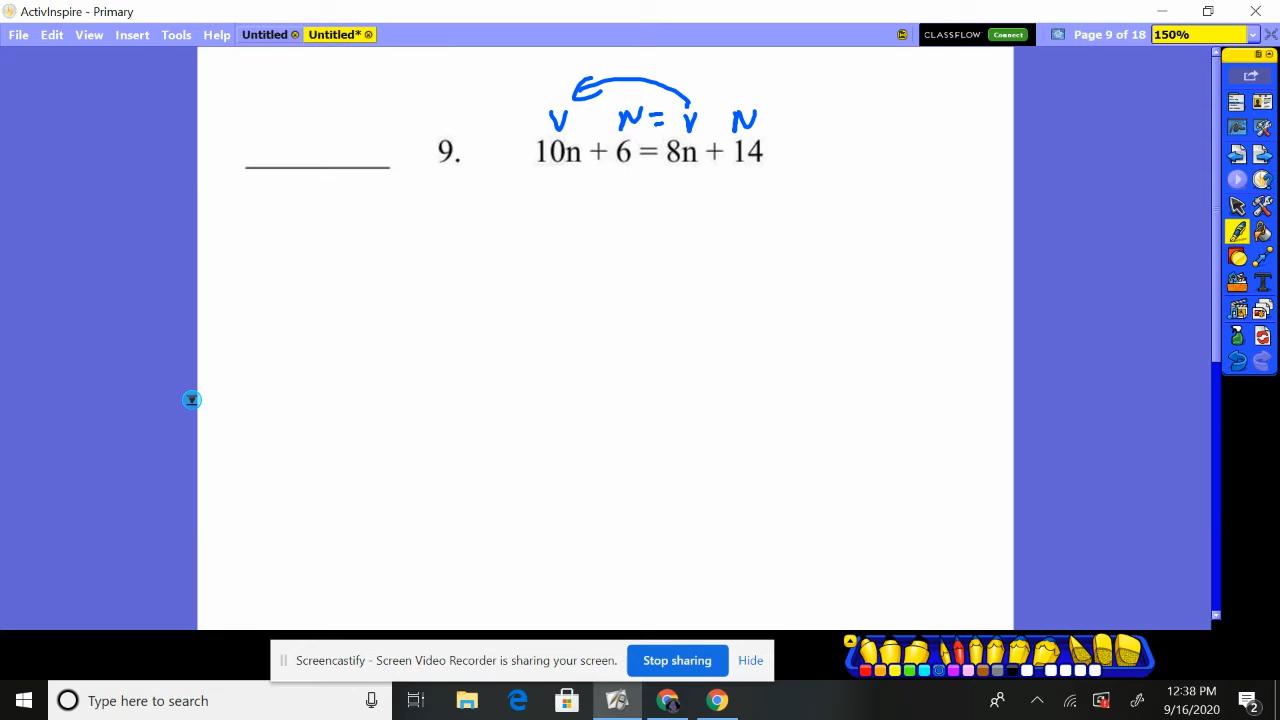 ActivInspire - Primary
File Edit View Insert Tools Help Untitled Untitled* CLASSFLOW Connect Page 9 of 18 150%
V N = V N
9. 10n + 6 = 8n + 14
Screencastify - Screen Video Recorder is sharing your screen. Stop sharing Hide
Type here to search
12:38 PM
9/16/2020
2